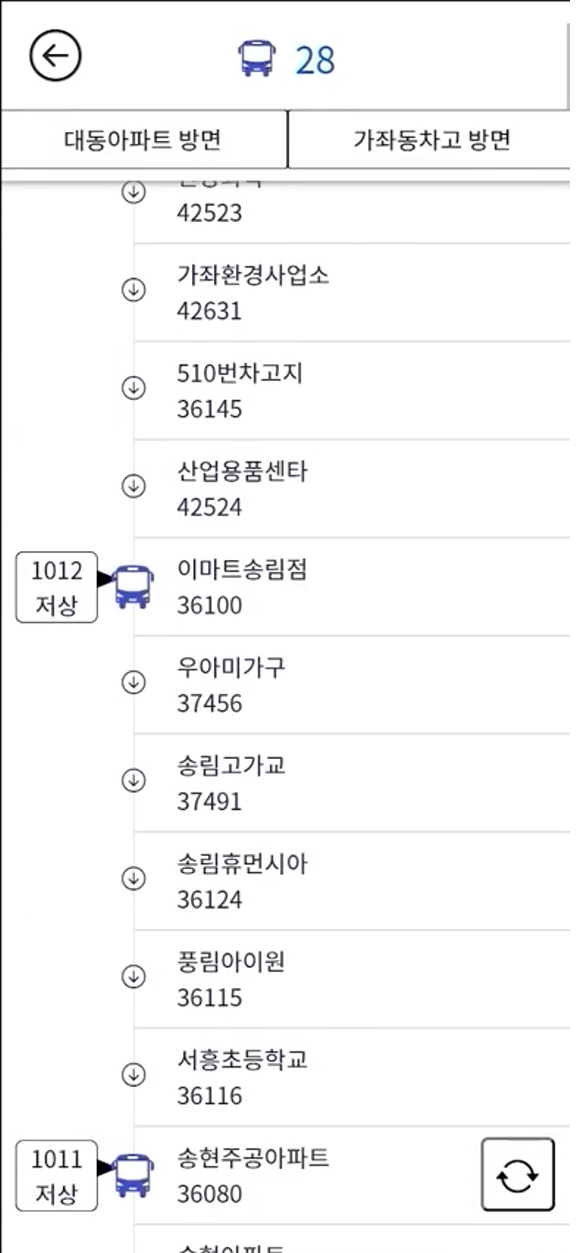 28
대동아파트 방면
가좌동차고 방면
42523
가좌환경사업소
42631
510번차고지
36145
산업용품센타
42524
1012
저상
이마트송림점
36100
우아미가구
37456
송림고가교
37491
송림휴먼시아
36124
풍림아이원
36115
서흥초등학교
36116
1011
저상
송현주공아파트
36080